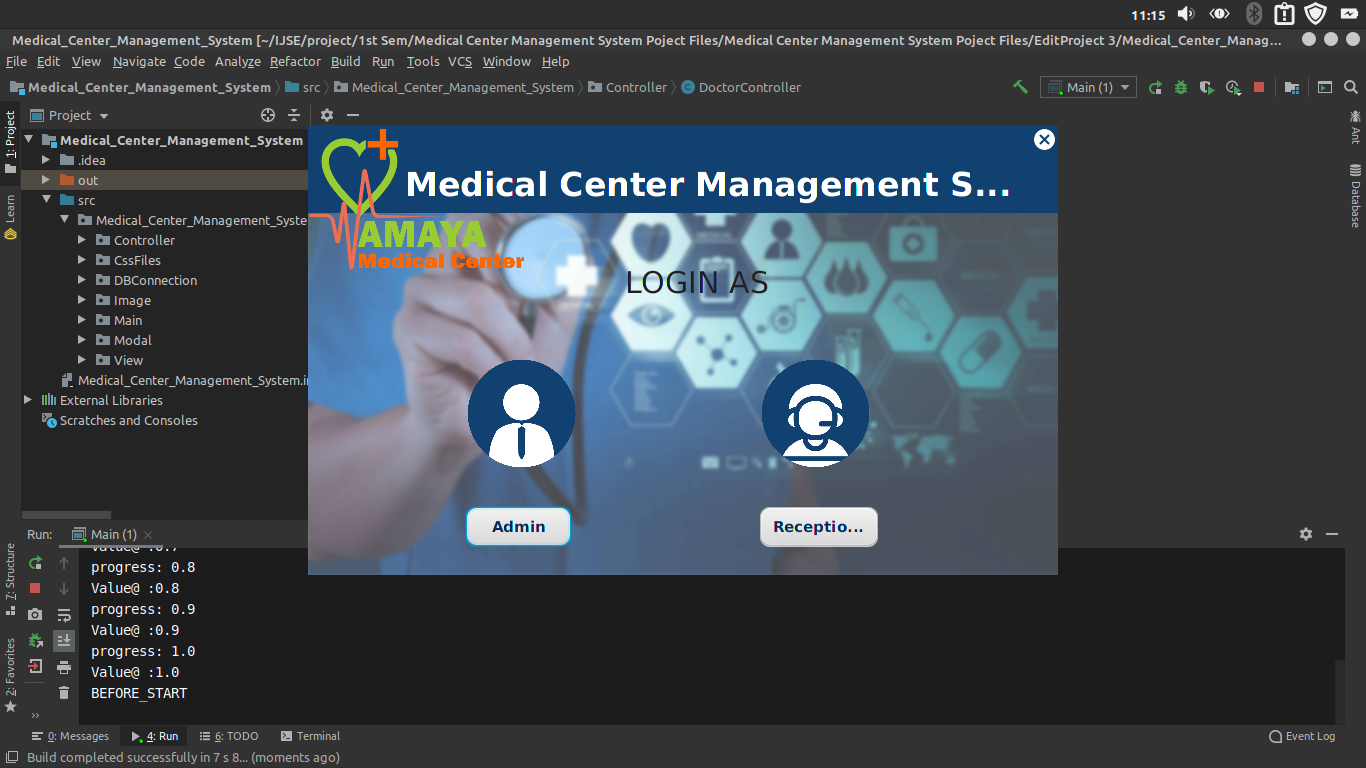 11:15
Medical_Center_Management_System [~/IJSE/project/1st Sem/Medical Center Management System Poject Files/Medical Center Management System Poject Files/EditProject 3/Medical_Center_Manag...
File Edit View Navigate Code Analyze Refactor Build Run Tools VCS Window Help
Medical_Center_Management_System src Medical_Center_Management_System Controller DoctorController Main (1)
1: Project
Learn
7: Structure
2: Favorites
Project
Medical_Center_Management_System
.idea
out
src
Medical_Center_Management_Syste
Controller
CssFiles
DBConnection
Image
Main
Modal
View
Medical_Center_Management_System.in
External Libraries
Scratches and Consoles
Medical Center Management S...
AMAYA
Medical Center
LOGIN AS
Admin
Receptio...
Ant
Database
Run: Main (1)
Value@ :0.7
progress: 0.8
Value@ :0.8
progress: 0.9
Value@ :0.9
progress: 1.0
Value@ :1.0
BEFORE_START
0: Messages 4: Run 6: TODO Terminal Event Log
Build completed successfully in 7 s 8... (moments ago)